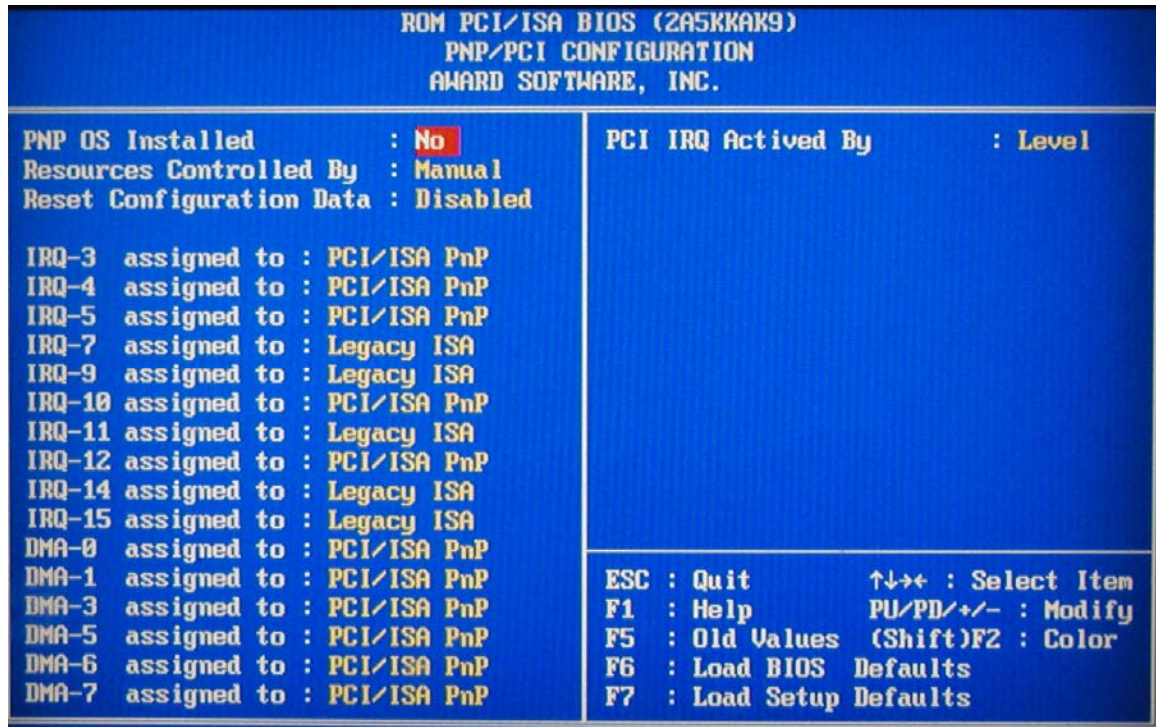 ROM PCI/ISA BIOS (2A5KKAK9)
PNP/PCI CONFIGURATION
AWARD SOFTWARE, INC.
PNP OS Installed : No
Resources Controlled By : Manual
Reset Configuration Data : Disabled
IRQ-3 assigned to : PCI/ISA PnP
IRQ-4 assigned to : PCI/ISA PnP
IRQ-5 assigned to : PCI/ISA PnP
IRQ-7 assigned to : Legacy ISA
IRQ-9 assigned to : Legacy ISA
IRQ-10 assigned to : PCI/ISA PnP
IRQ-11 assigned to : Legacy ISA
IRQ-12 assigned to : PCI/ISA PnP
IRQ-14 assigned to : Legacy ISA
IRQ-15 assigned to : Legacy ISA
DMA-0 assigned to : PCI/ISA PnP
DMA-1 assigned to : PCI/ISA PnP
DMA-3 assigned to : PCI/ISA PnP
DMA-5 assigned to : PCI/ISA PnP
DMA-6 assigned to : PCI/ISA PnP
DMA-7 assigned to : PCI/ISA PnP
PCI IRQ Actived By : Level
ESC : Quit ↑↓→← : Select Item
F1 : Help PU/PD/+/- : Modify
F5 : Old Values (Shift)F2 : Color
F6 : Load BIOS Defaults
F7 : Load Setup Defaults